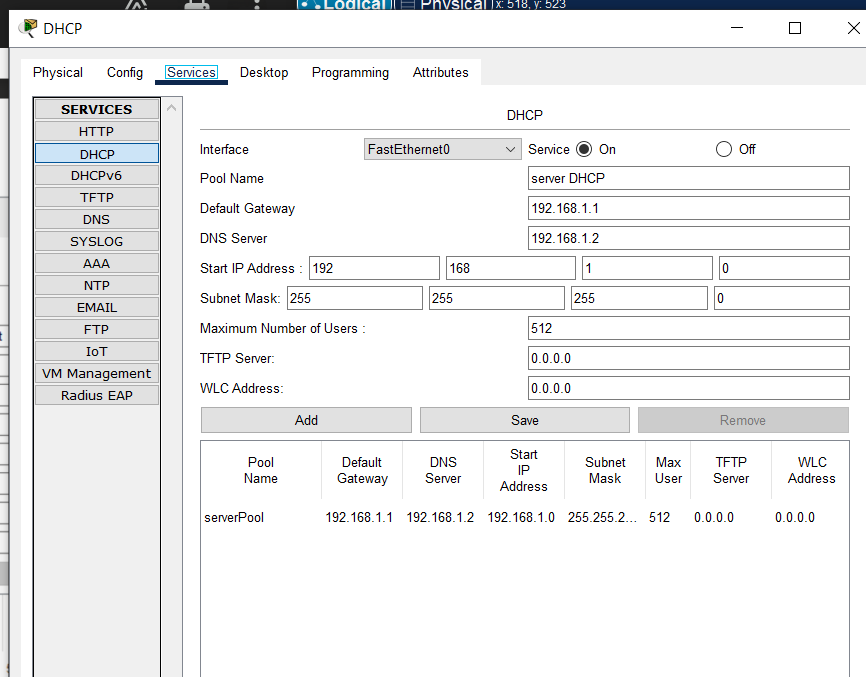 Logical Physical x: 518, y: 523
DHCP
Physical Config Services Desktop Programming Attributes
SERVICES
HTTP
DHCP
DHCPv6
TFTP
DNS
SYSLOG
AAA
NTP
EMAIL
FTP
IoT
VM Management
Radius EAP
DHCP
Interface FastEthernet0 Service On Off
Pool Name server DHCP
Default Gateway 192.168.1.1
DNS Server 192.168.1.2
Start IP Address : 192 168 1 0
Subnet Mask: 255 255 255 0
Maximum Number of Users : 512
TFTP Server: 0.0.0.0
WLC Address: 0.0.0.0
Add Save Remove
Pool Name Default Gateway DNS Server Start IP Address Subnet Mask Max User TFTP Server WLC Address
serverPool 192.168.1.1 192.168.1.2 192.168.1.0 255.255.2... 512 0.0.0.0 0.0.0.0